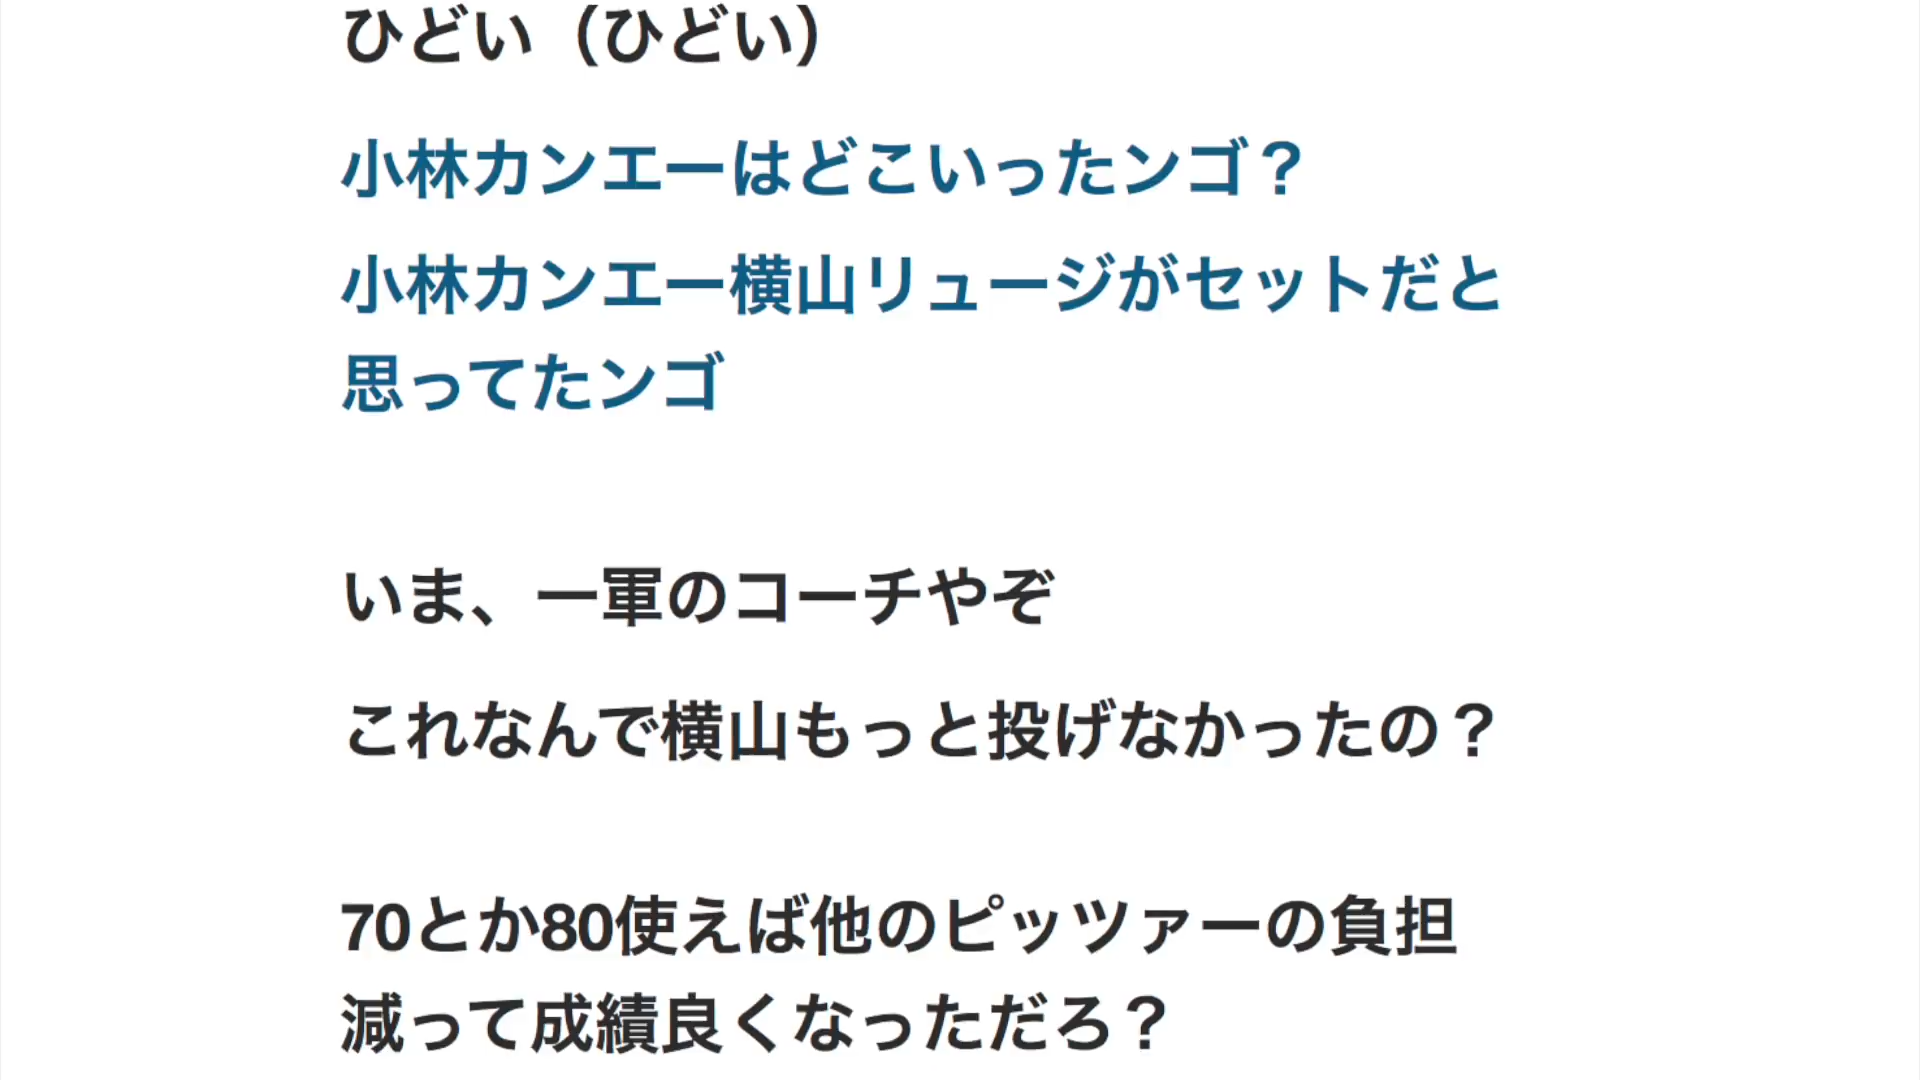 ひどい（ひどい）
小林カンエーはどこいったンゴ？
小林カンエー横山リュージがセットだと
思ってたンゴ
いま、一軍のコーチやぞ
これなんで横山もっと投げなかったの？
70とか80使えば他のピッツァーの負担
減って成績良くなっただろ？